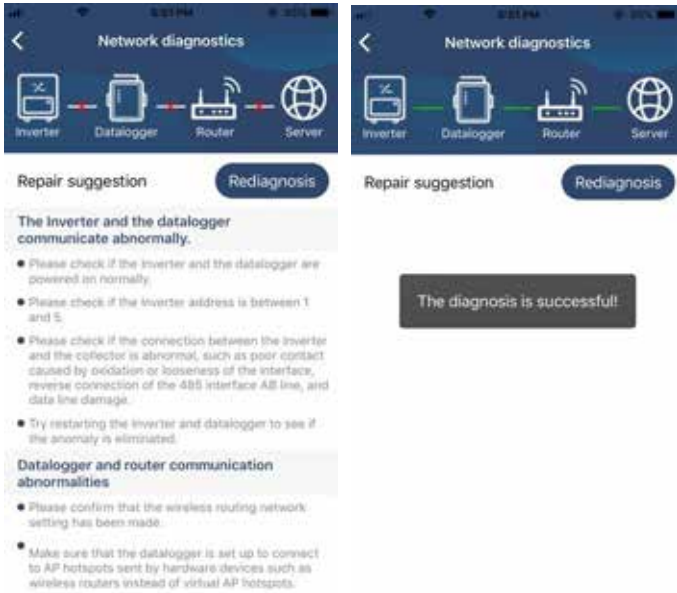 Network diagnostics
Inverter
Datalogger
Router
Server
Repair suggestion
Rediagnosis
The Inverter and the datalogger
communicate abnormally.
Please check if the Inverter and the datalogger are
powered on normally.
Please check if the Inverter address is between 1
and 5.
Please check if the connection between the Inverter
and the collector is abnormal, such as poor contact
caused by oxidation or looseness of the interface,
reverse connection of the 485 interface AB line, and
data line damage.
Try restarting the Inverter and datalogger to see if
the anomaly is eliminated.
Datalogger and router communication
abnormalities
Please confirm that the wireless routing network
setting has been made.
Make sure that the datalogger is set up to connect
to AP hotspots sent by hardware devices such as
wireless routers instead of virtual AP hotspots.
Network diagnostics
Inverter
Datalogger
Router
Server
Repair suggestion
Rediagnosis
The diagnosis is successful!